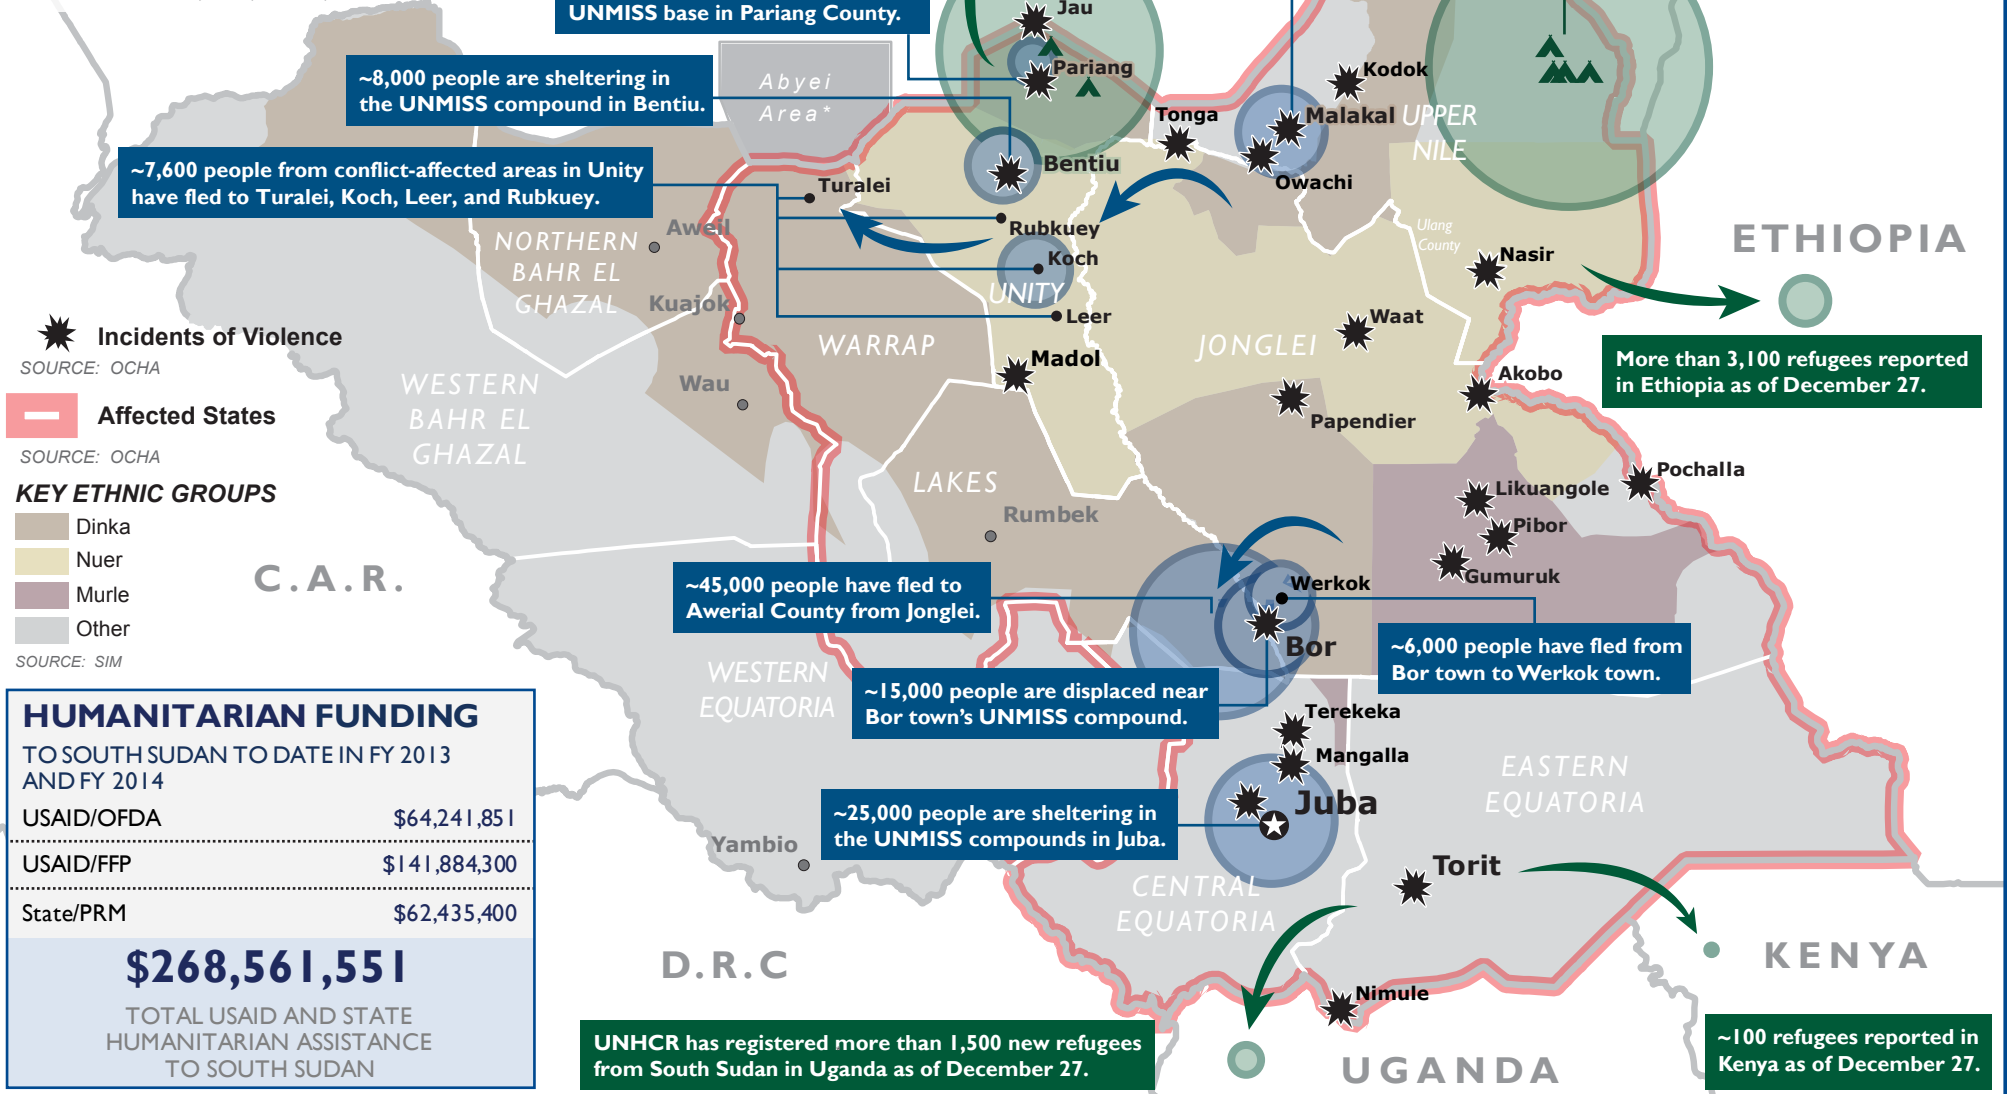 UNMISS base in Pariang County.
~8,000 people are sheltering in
the UNMISS compound in Bentiu.
~7,600 people from conflict-affected areas in Unity
have fled to Turalei, Koch, Leer, and Rubkuey.
Abyei
Area*
Jau
Pariang
Kodok
Tonga
Malakal
UPPER
NILE
Bentiu
Owachi
Turalei
Rubkuey
Aweil
NORTHERN
BAHR EL
GHAZAL
Ulang
County
Nasir
ETHIOPIA
Koch
UNITY
Kuajok
Leer
Waat
WARRAP
JONGLEI
Madol
Akobo
More than 3,100 refugees reported
in Ethiopia as of December 27.
Wau
WESTERN
BAHR EL
GHAZAL
Papendier
LAKES
Rumbek
Pochalla
Likuangole
Pibor
Gumuruk
Incidents of Violence
SOURCE: OCHA
Affected States
SOURCE: OCHA
KEY ETHNIC GROUPS
Dinka
Nuer
Murle
Other
SOURCE: SIM
C.A.R.
~45,000 people have fled to
Awerial County from Jonglei.
Werkok
Bor
~6,000 people have fled from
Bor town to Werkok town.
WESTERN
EQUATORIA
~15,000 people are displaced near
Bor town's UNMISS compound.
Terekeka
Mangalla
EASTERN
EQUATORIA
Juba
~25,000 people are sheltering in
the UNMISS compounds in Juba.
Yambio
Torit
CENTRAL
EQUATORIA
HUMANITARIAN FUNDING
TO SOUTH SUDAN TO DATE IN FY 2013
AND FY 2014
USAID/OFDA $64,241,851
USAID/FFP $141,884,300
State/PRM $62,435,400
$268,561,551
TOTAL USAID AND STATE
HUMANITARIAN ASSISTANCE
TO SOUTH SUDAN
D.R.C
KENYA
Nimule
UNHCR has registered more than 1,500 new refugees
from South Sudan in Uganda as of December 27.
UGANDA
~100 refugees reported in
Kenya as of December 27.